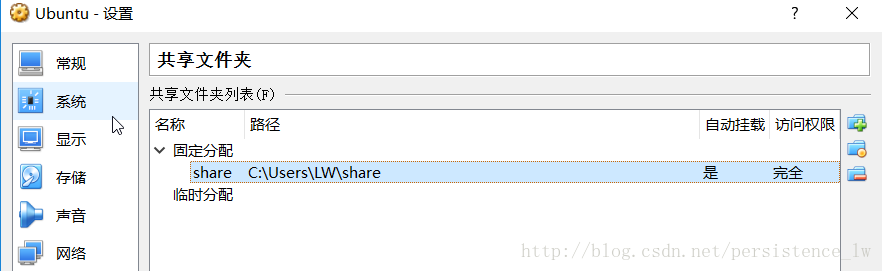 Ubuntu - 设置
常规
系统
显示
存储
声音
网络
共享文件夹
共享文件夹列表(F)
名称 路径 自动挂载 访问权限
固定分配
share C:\Users\LW\share 是 完全
临时分配
http://blog.csdn.net/persistence_lw